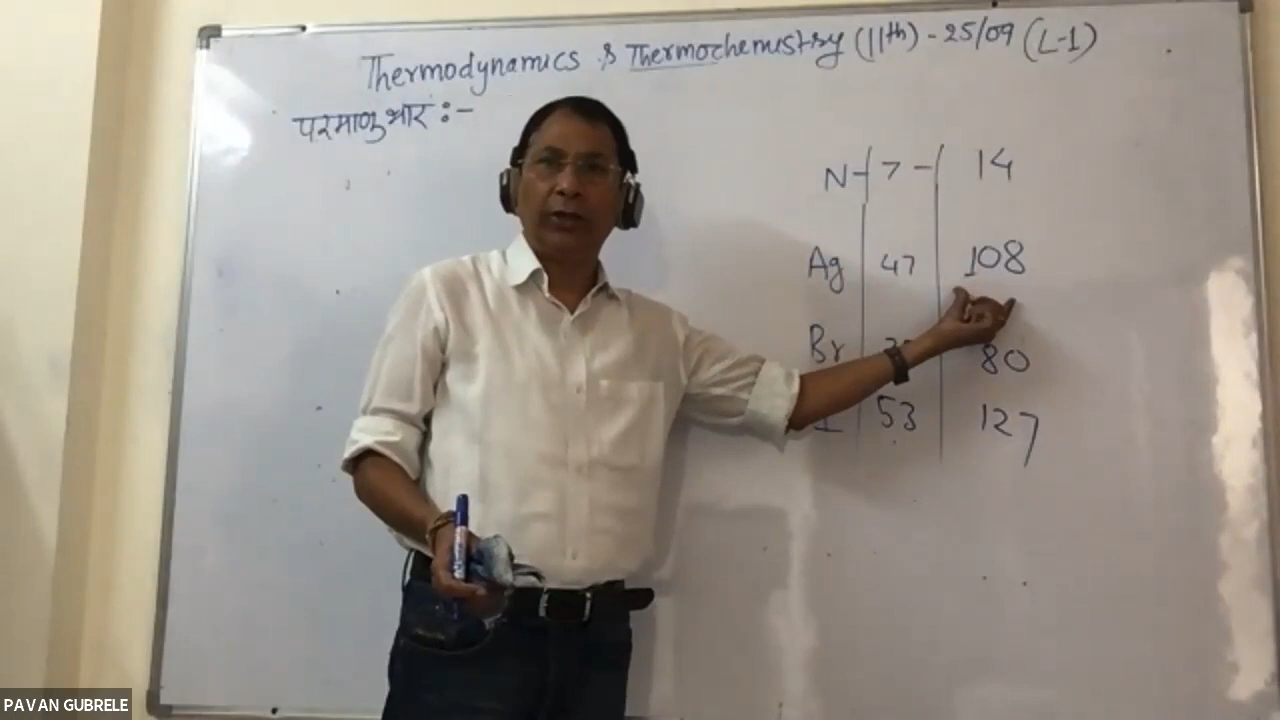 Thermodynamics & Thermochemistry (11th) - 25/09 (L-1)
परमाणु भार :-
N - 7 - 14
Ag 47 108
Br 80
53 127
PAVAN GUBRELE